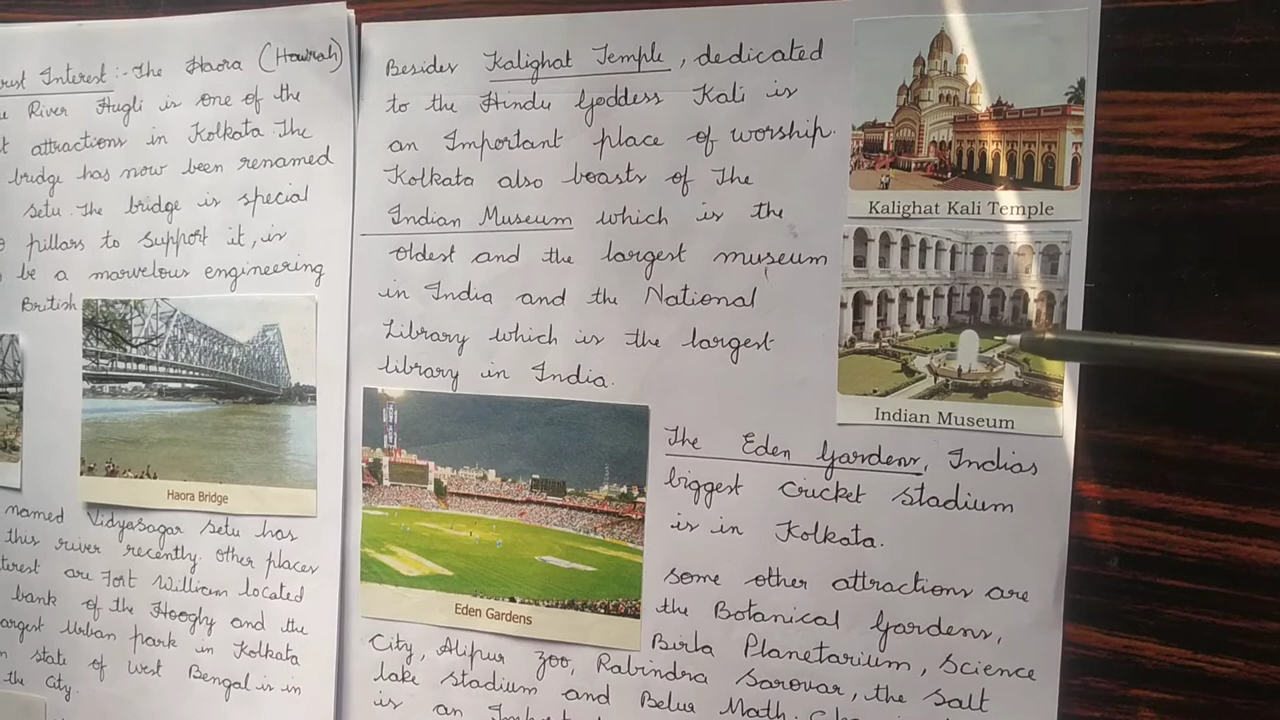 rist Interest:- The Haora (Howrah)
River Hugli is one of the
attractions in Kolkata. The
bridge has now been renamed
Setu. The bridge is special
pillars to support it, is
be a marvelous engineering
British
Haora Bridge
named Vidyasagar Setu has
this river recently. Other places
terest are Fort William located
bank of the Hoogly and the
argest Urban park in Kolkata
state of West Bengal is in
the City.
Besides Kalighat Temple, dedicated
to the Hindu Goddess Kali is
an Important place of worship.
Kolkata also boasts of The
Indian Museum which is the
oldest and the largest museum
in India and the National
Library which is the largest
library in India.
Kalighat Kali Temple
Indian Museum
Eden Gardens
The Eden Gardens, Indias
biggest cricket stadium
is in Kolkata.
Some other attractions are
the Botanical Gardens,
Birla Planetarium, Science
City, Alipur Zoo, Rabindra Sarovar, the Salt
lake stadium and Belur Math.
is an